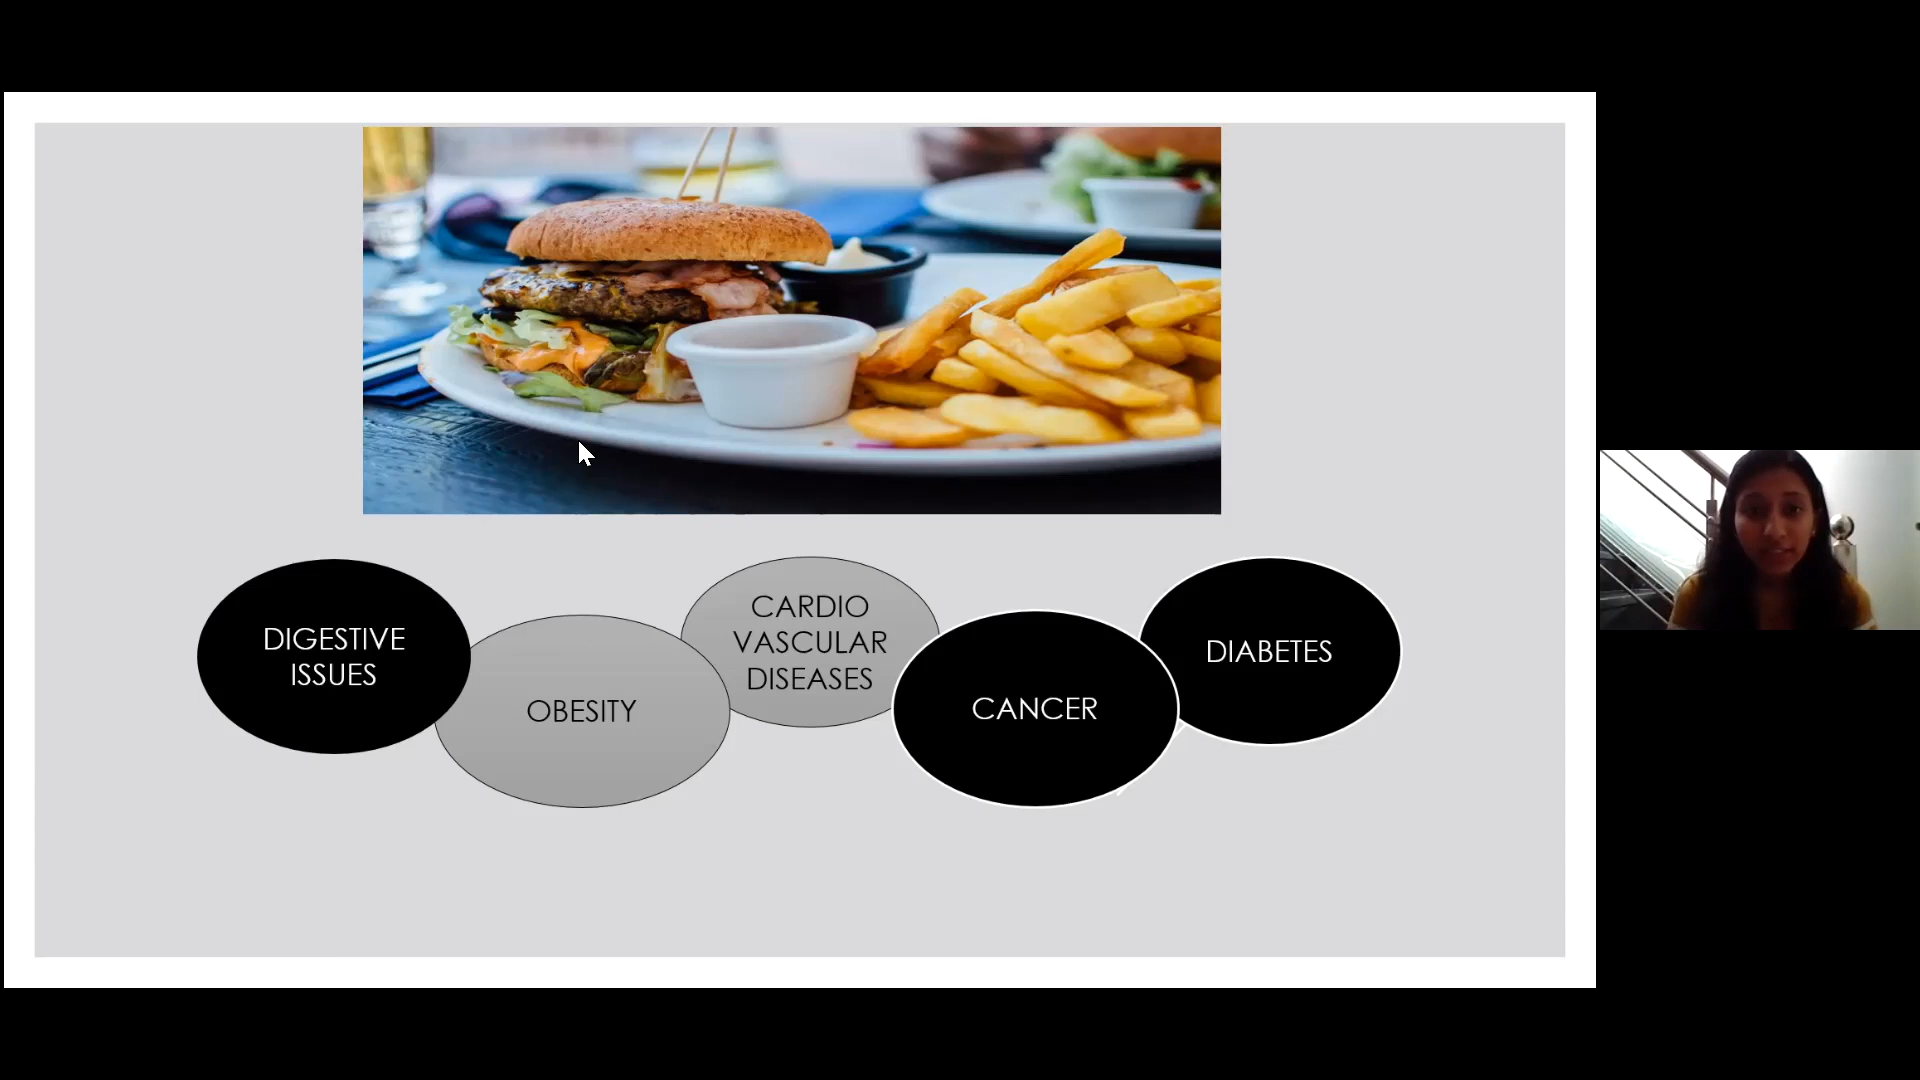 DIGESTIVE
ISSUES
OBESITY
CARDIO
VASCULAR
DISEASES
CANCER
DIABETES